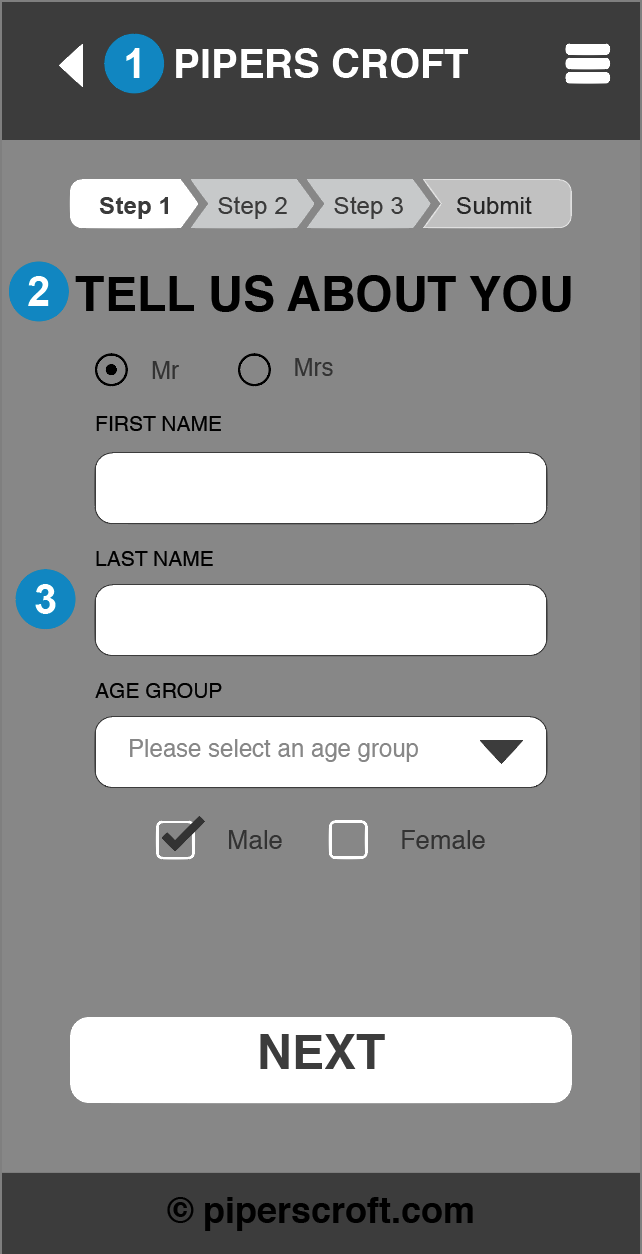 1 PIPERS CROFT
Step 1 Step 2 Step 3 Submit
2 TELL US ABOUT YOU
Mr Mrs
FIRST NAME
LAST NAME
3
AGE GROUP
Please select an age group
Male Female
NEXT
© piperscroft.com